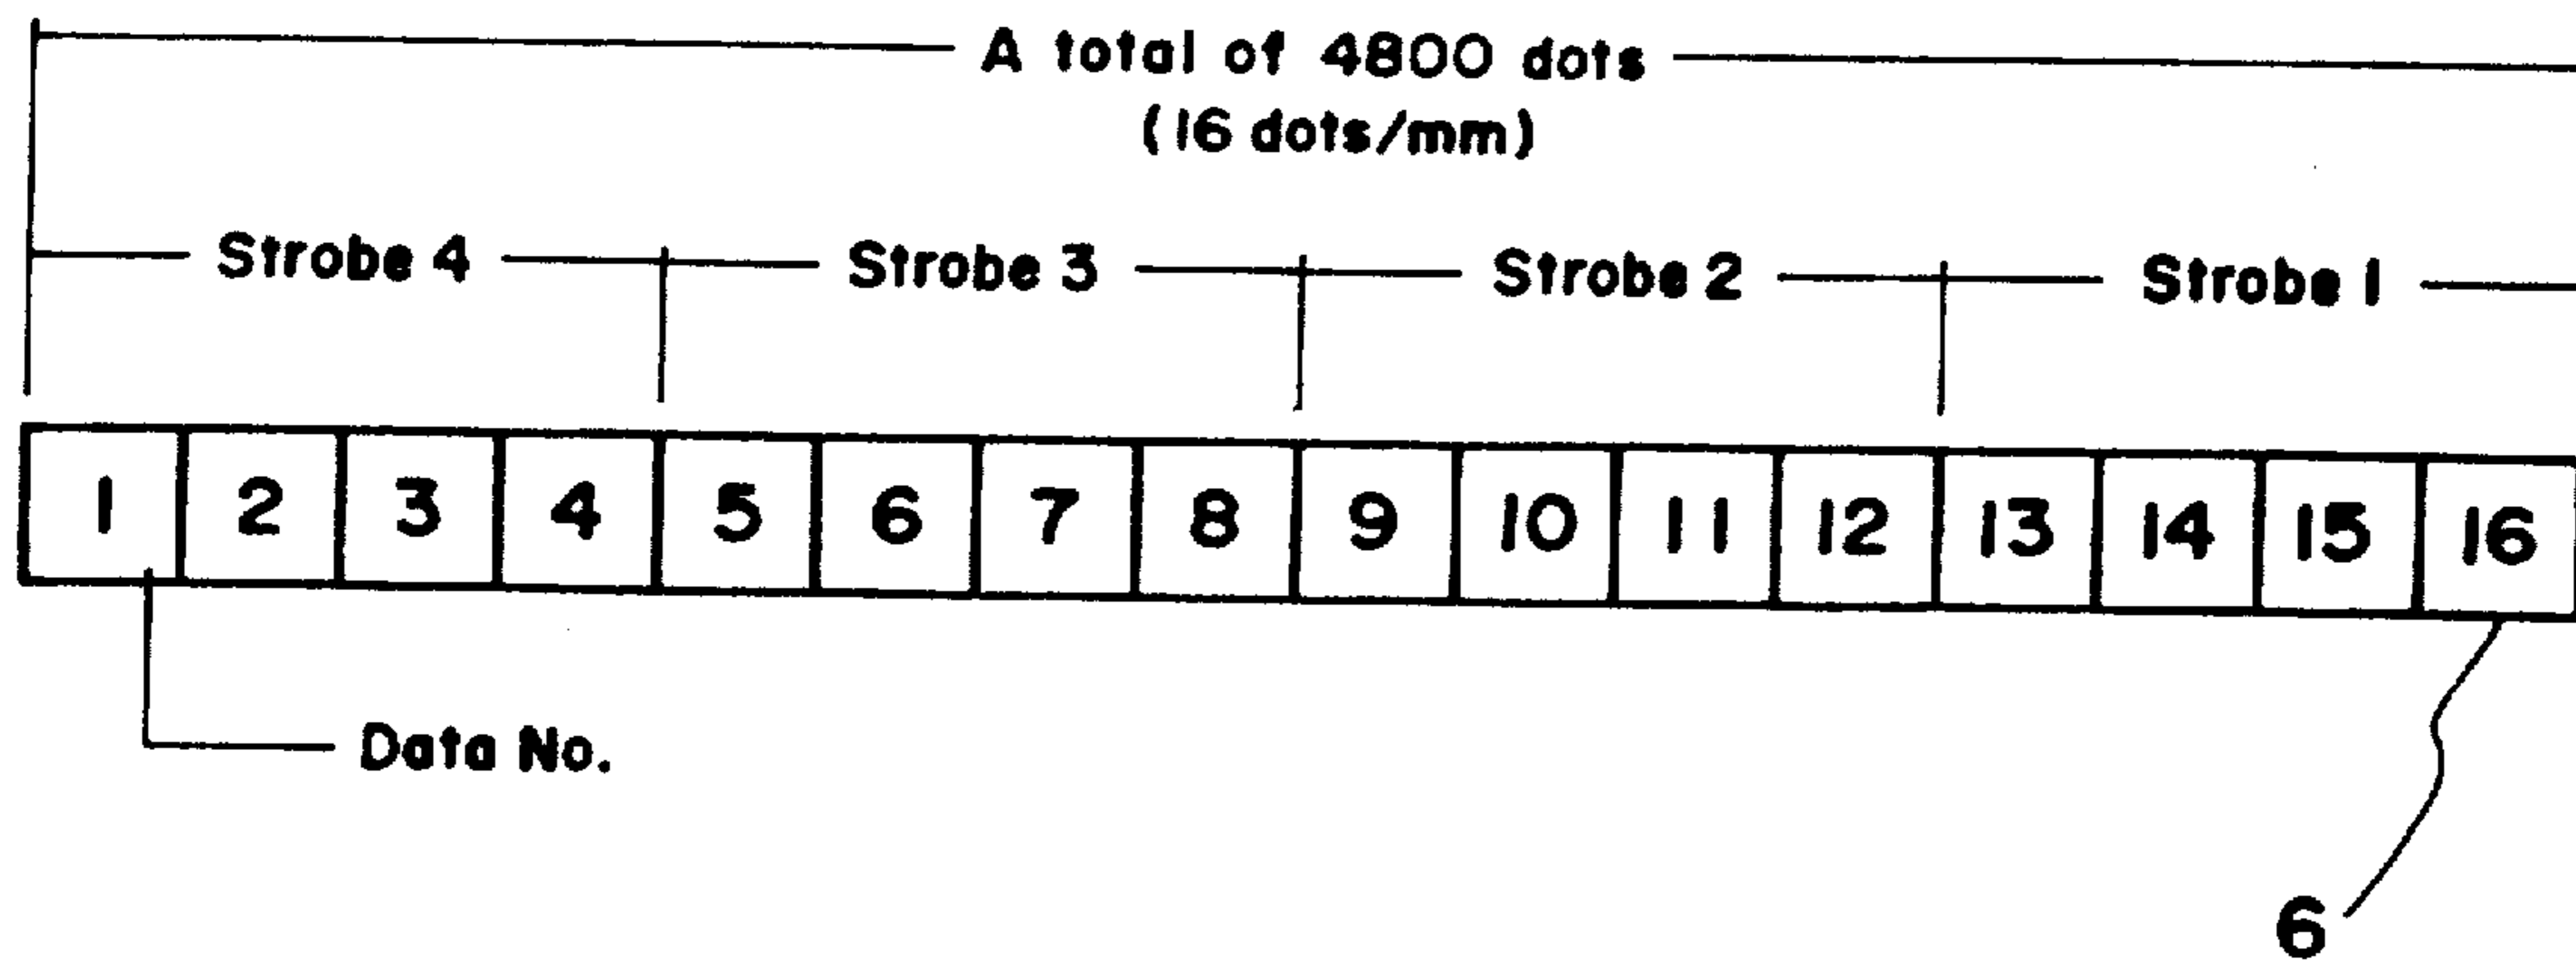 A total of 4800 dots
(16 dots/mm)
Strobe 4 Strobe 3 Strobe 2 Strobe 1
1 2 3 4 5 6 7 8 9 10 11 12 13 14 15 16
Data No.
6